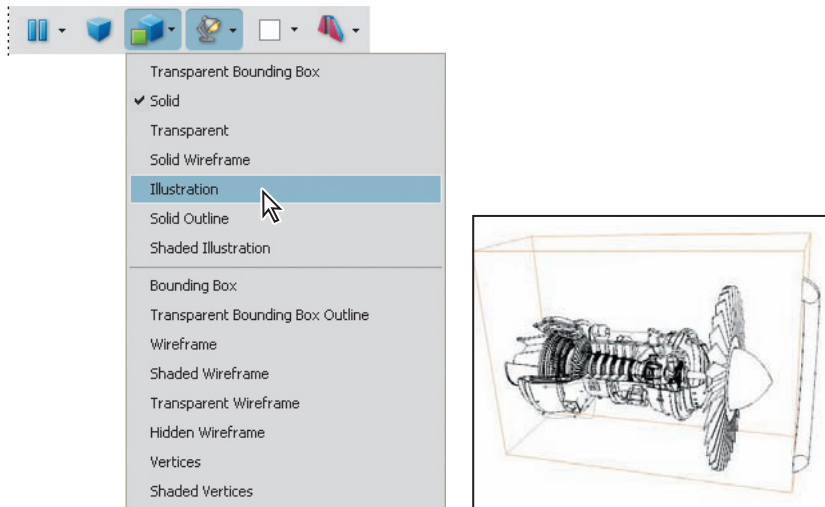 Transparent Bounding Box
Solid
Transparent
Solid Wireframe
Illustration
Solid Outline
Shaded Illustration
Bounding Box
Transparent Bounding Box Outline
Wireframe
Shaded Wireframe
Transparent Wireframe
Hidden Wireframe
Vertices
Shaded Vertices